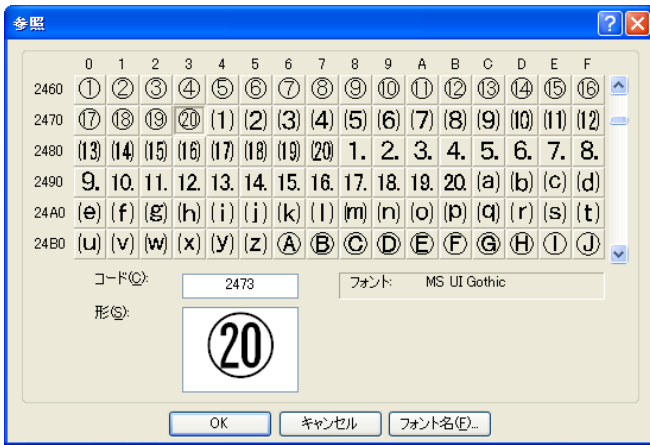 参照
0 1 2 3 4 5 6 7 8 9 A B C D E F
2460 ① ② ③ ④ ⑤ ⑥ ⑦ ⑧ ⑨ ⑩ ⑪ ⑫ ⑬ ⑭ ⑮ ⑯
2470 ⑰ ⑱ ⑲ ⑳ ⑴ ⑵ ⑶ ⑷ ⑸ ⑹ ⑺ ⑻ ⑼ ⑽ ⑾ ⑿
2480 ⒀ ⒁ ⒂ ⒃ ⒄ ⒅ ⒆ ⒇ ⒈ ⒉ ⒊ ⒋ ⒌ ⒍ ⒎ ⒏
2490 ⒐ ⒑ ⒒ ⒓ ⒔ ⒕ ⒖ ⒗ ⒘ ⒙ ⒚ ⒛ ⒜ ⒝ ⒞ ⒟
24A0 ⒠ ⒡ ⒢ ⒣ ⒤ ⒥ ⒦ ⒧ ⒨ ⒩ ⒪ ⒫ ⒬ ⒭ ⒮ ⒯
24B0 ⒰ ⒱ ⒲ ⒳ ⒴ ⒵ Ⓐ Ⓑ Ⓒ Ⓓ Ⓔ Ⓕ Ⓖ Ⓗ Ⓘ Ⓙ
コード(C): 2473 フォント: MS UI Gothic
形(S):
⑳
OK キャンセル フォント名(F)...